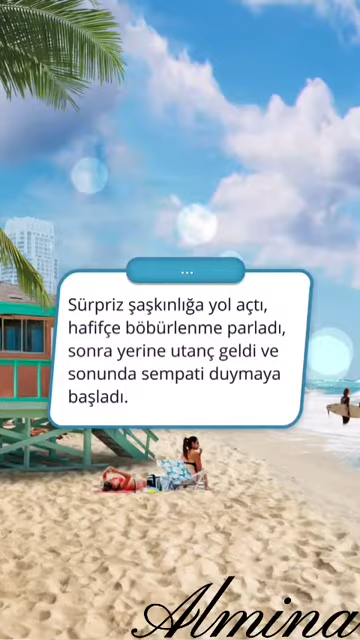 ...
Sürpriz şaşkınlığa yol açtı,
hafifçe böbürlenme parladı,
sonra yerine utanç geldi ve
sonunda sempati duymaya
başladı.
Almina